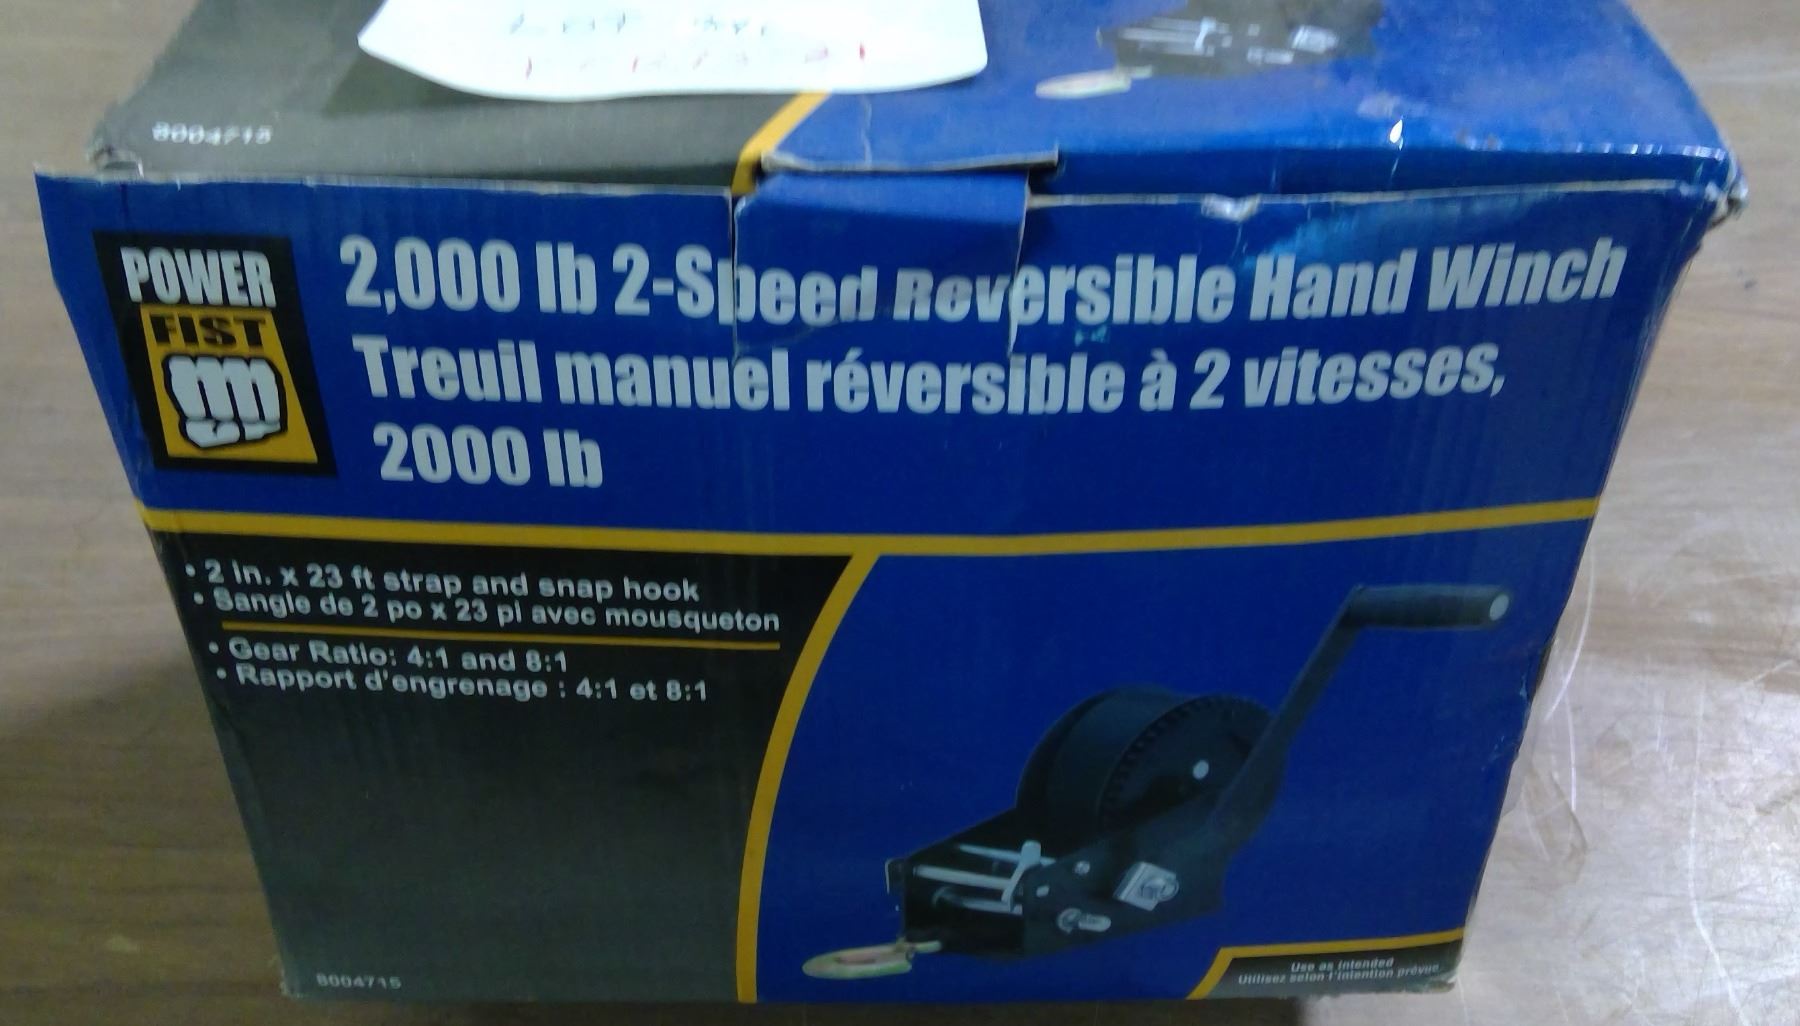 8004715
POWER
FIST
2,000 lb 2-Speed Reversible Hand Winch
Treuil manuel réversible à 2 vitesses,
2000 lb
• 2 in. x 23 ft strap and snap hook
• Sangle de 2 po x 23 pi avec mousqueton
• Gear Ratio: 4:1 and 8:1
• Rapport d'engrenage : 4:1 et 8:1
8004715
Use as intended
Utilisez selon l'intention prévue